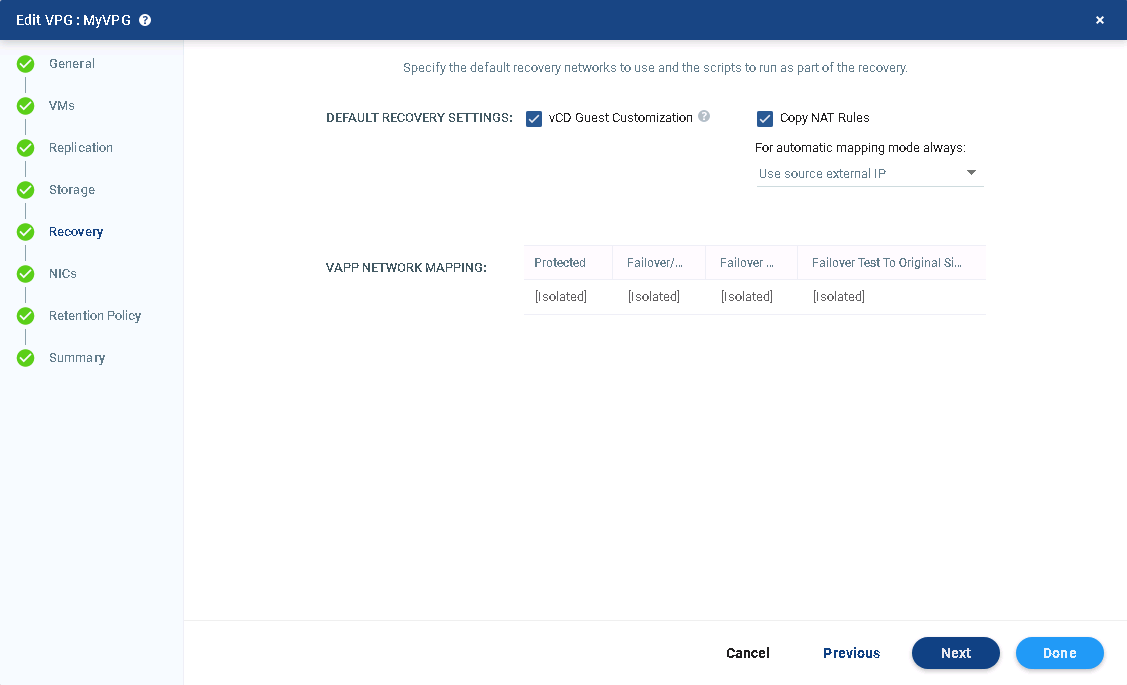 Edit VPG : MyVPG ?
General
VMs
Replication
Storage
Recovery
NICs
Retention Policy
Summary
Specify the default recovery networks to use and the scripts to run as part of the recovery.
DEFAULT RECOVERY SETTINGS: vCD Guest Customization ? Copy NAT Rules
For automatic mapping mode always:
Use source external IP
VAPP NETWORK MAPPING:
Protected Failover/... Failover ... Failover Test To Original Si...
[Isolated] [Isolated] [Isolated] [Isolated]
Cancel Previous Next Done